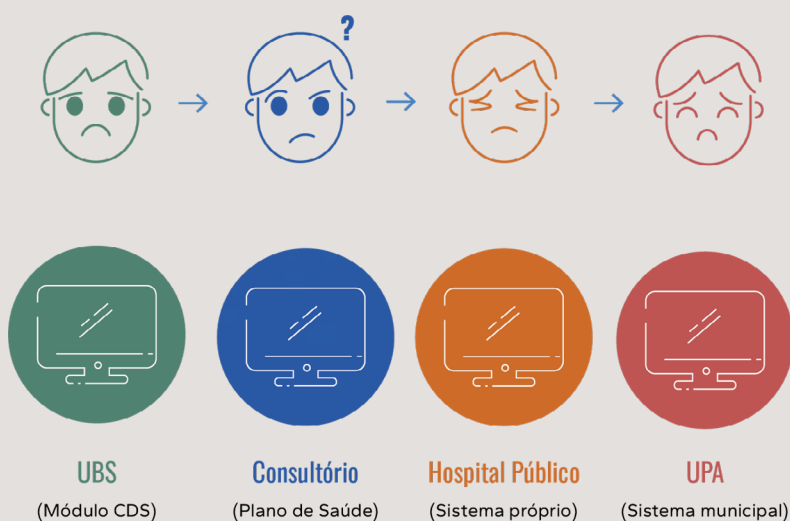 ?
UBS
Consultório
Hospital Público
UPA
(Módulo CDS)
(Plano de Saúde)
(Sistema próprio)
(Sistema municipal)